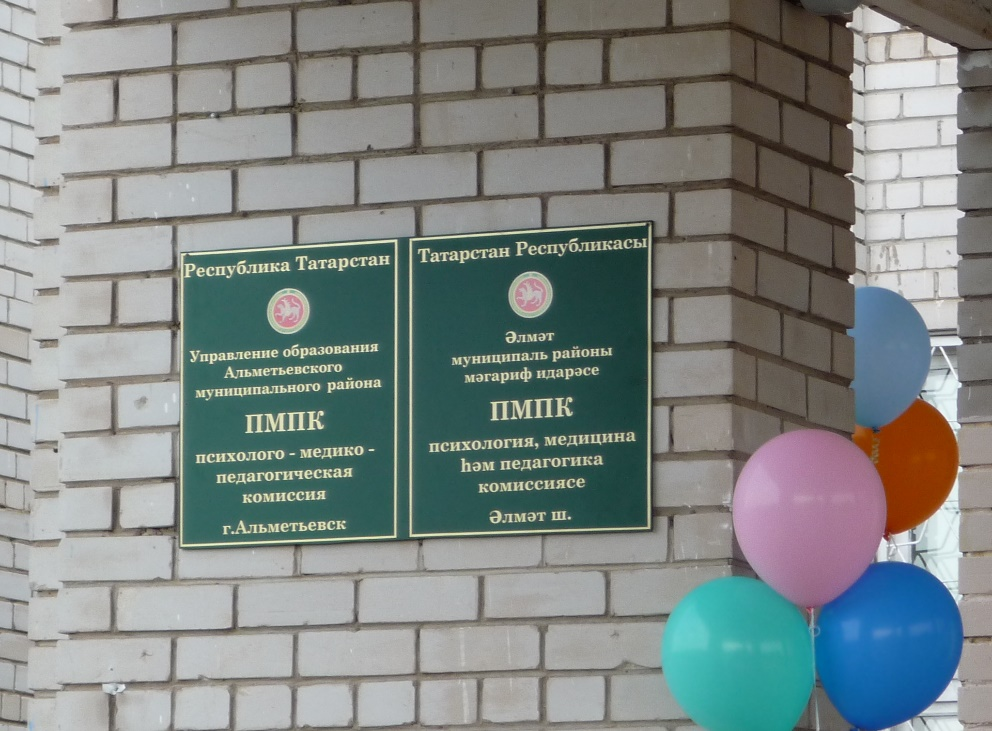 Республика Татарстан
Управление образования
Альметьевского
муниципального района
ПМПК
психолого - медико -
педагогическая
комиссия
г.Альметьевск
Татарстан Республикасы
Әлмәт
муниципаль районы
мәгариф идарәсе
ПМПК
психология, медицина
һәм педагогика
комиссиясе
Әлмәт ш.